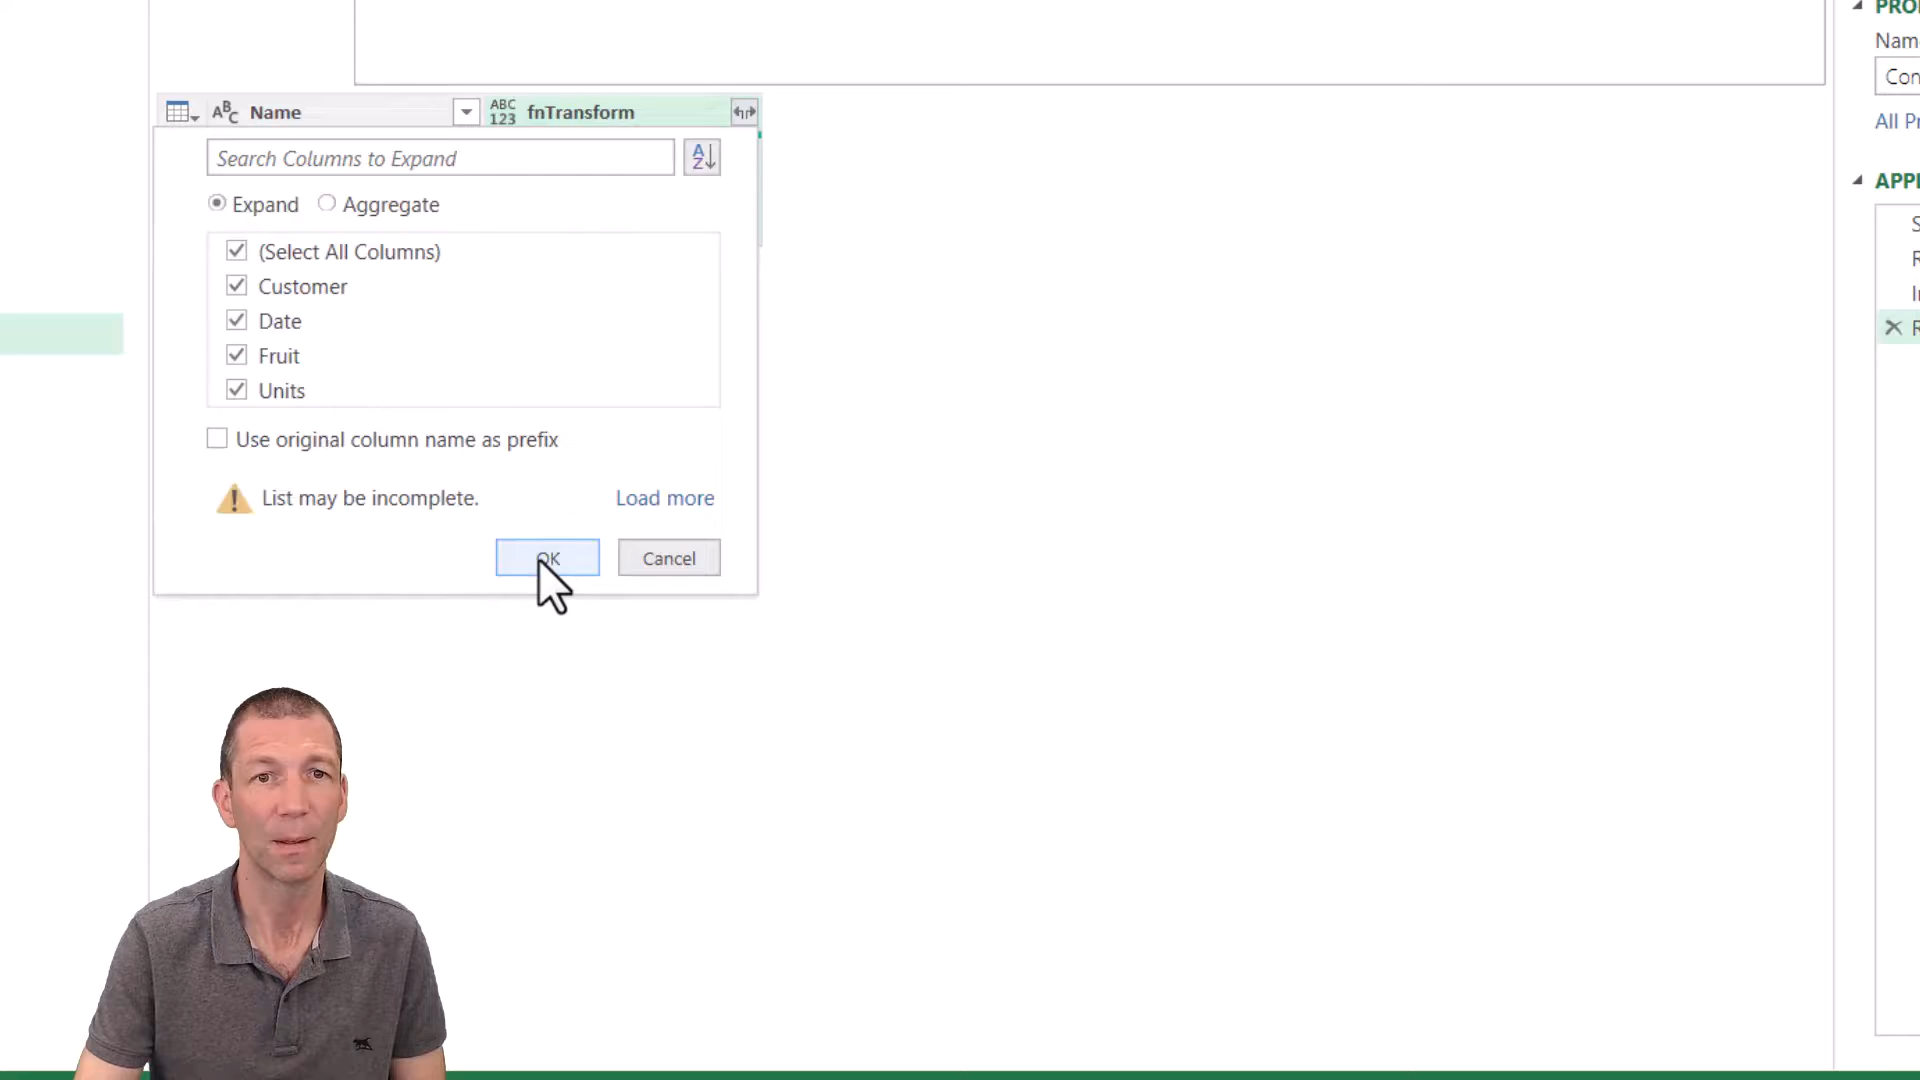 PRO
Nam
Con
All Pr
Name
ABC
123
fnTransform
Search Columns to Expand
Expand
Aggregate
APPL
(Select All Columns)
Customer
Date
Fruit
Units
Use original column name as prefix
List may be incomplete.
Load more
OK
Cancel